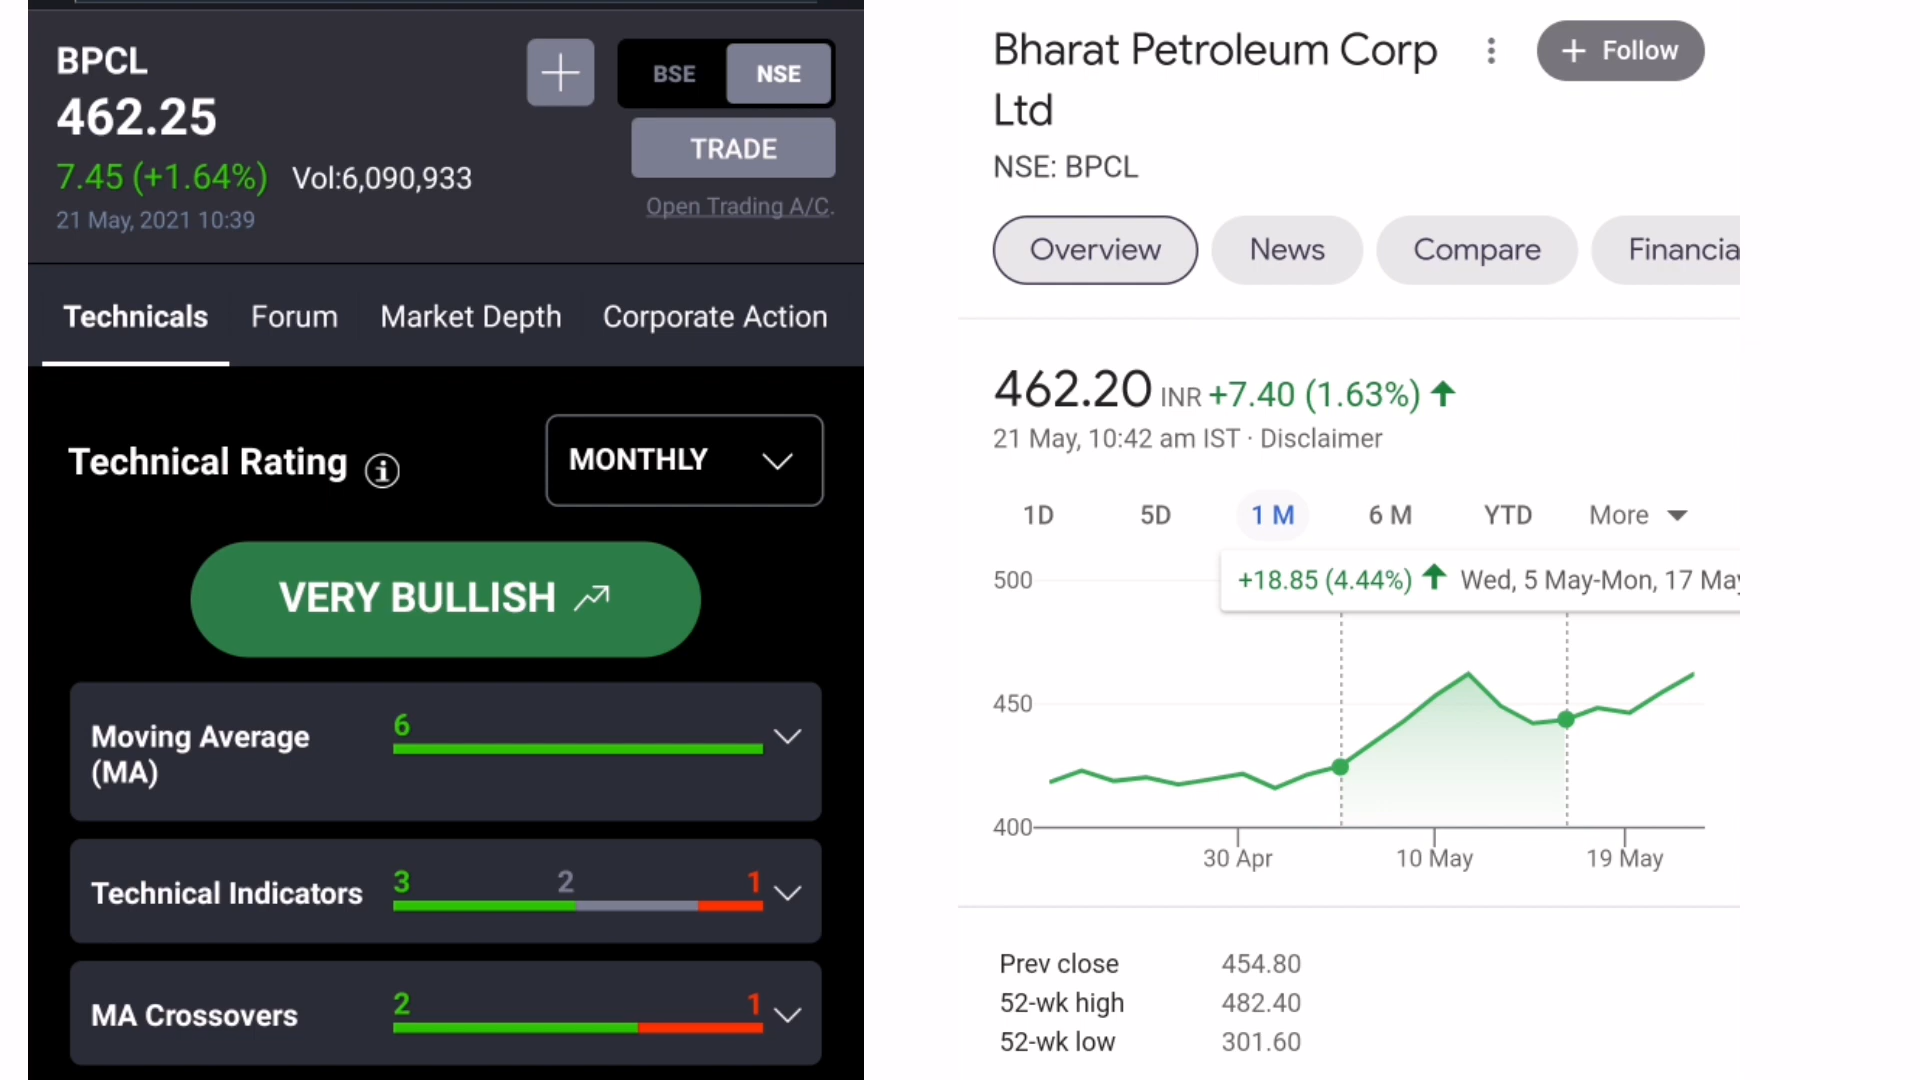 BPCL
462.25
7.45 (+1.64%) Vol:6,090,933
21 May, 2021 10:39
BSE NSE
TRADE
Open Trading A/C.
Technicals Forum Market Depth Corporate Action
Technical Rating
MONTHLY
VERY BULLISH
Moving Average
(MA)
6
Technical Indicators
3 2 1
MA Crossovers
2 1
Bharat Petroleum Corp
Ltd
Follow
NSE: BPCL
Overview News Compare Financia
462.20 INR +7.40 (1.63%)
21 May, 10:42 am IST · Disclaimer
1D 5D 1 M 6 M YTD More
+18.85 (4.44%) Wed, 5 May-Mon, 17 May
500
450
400
30 Apr 10 May 19 May
Prev close 454.80
52-wk high 482.40
52-wk low 301.60